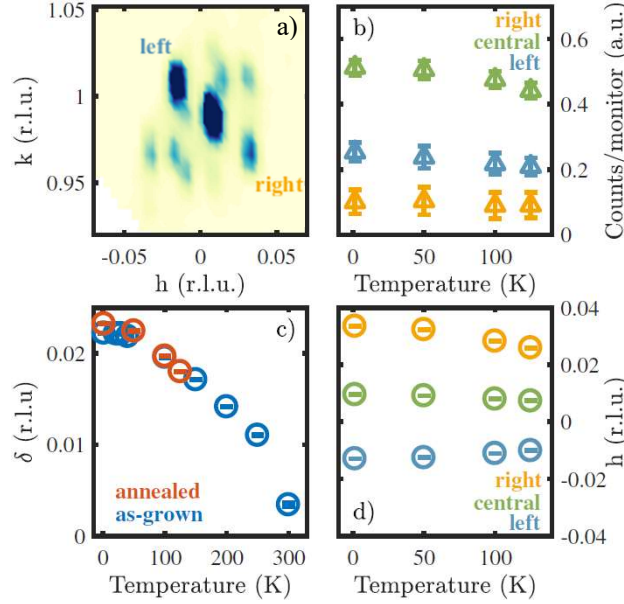 a)
left
right
1.05
1
0.95
k (r.l.u.)
-0.05
0
0.05
h (r.l.u.)
b)
right
central
left
0.6
0.4
0.2
0
Counts/monitor (a.u.)
0
50
100
Temperature (K)
c)
annealed
as-grown
0.02
0.01
0
δ (r.l.u)
0
100
200
300
Temperature (K)
d)
right
central
left
0.04
0.02
0
-0.02
-0.04
h (r.l.u.)
0
50
100
Temperature (K)